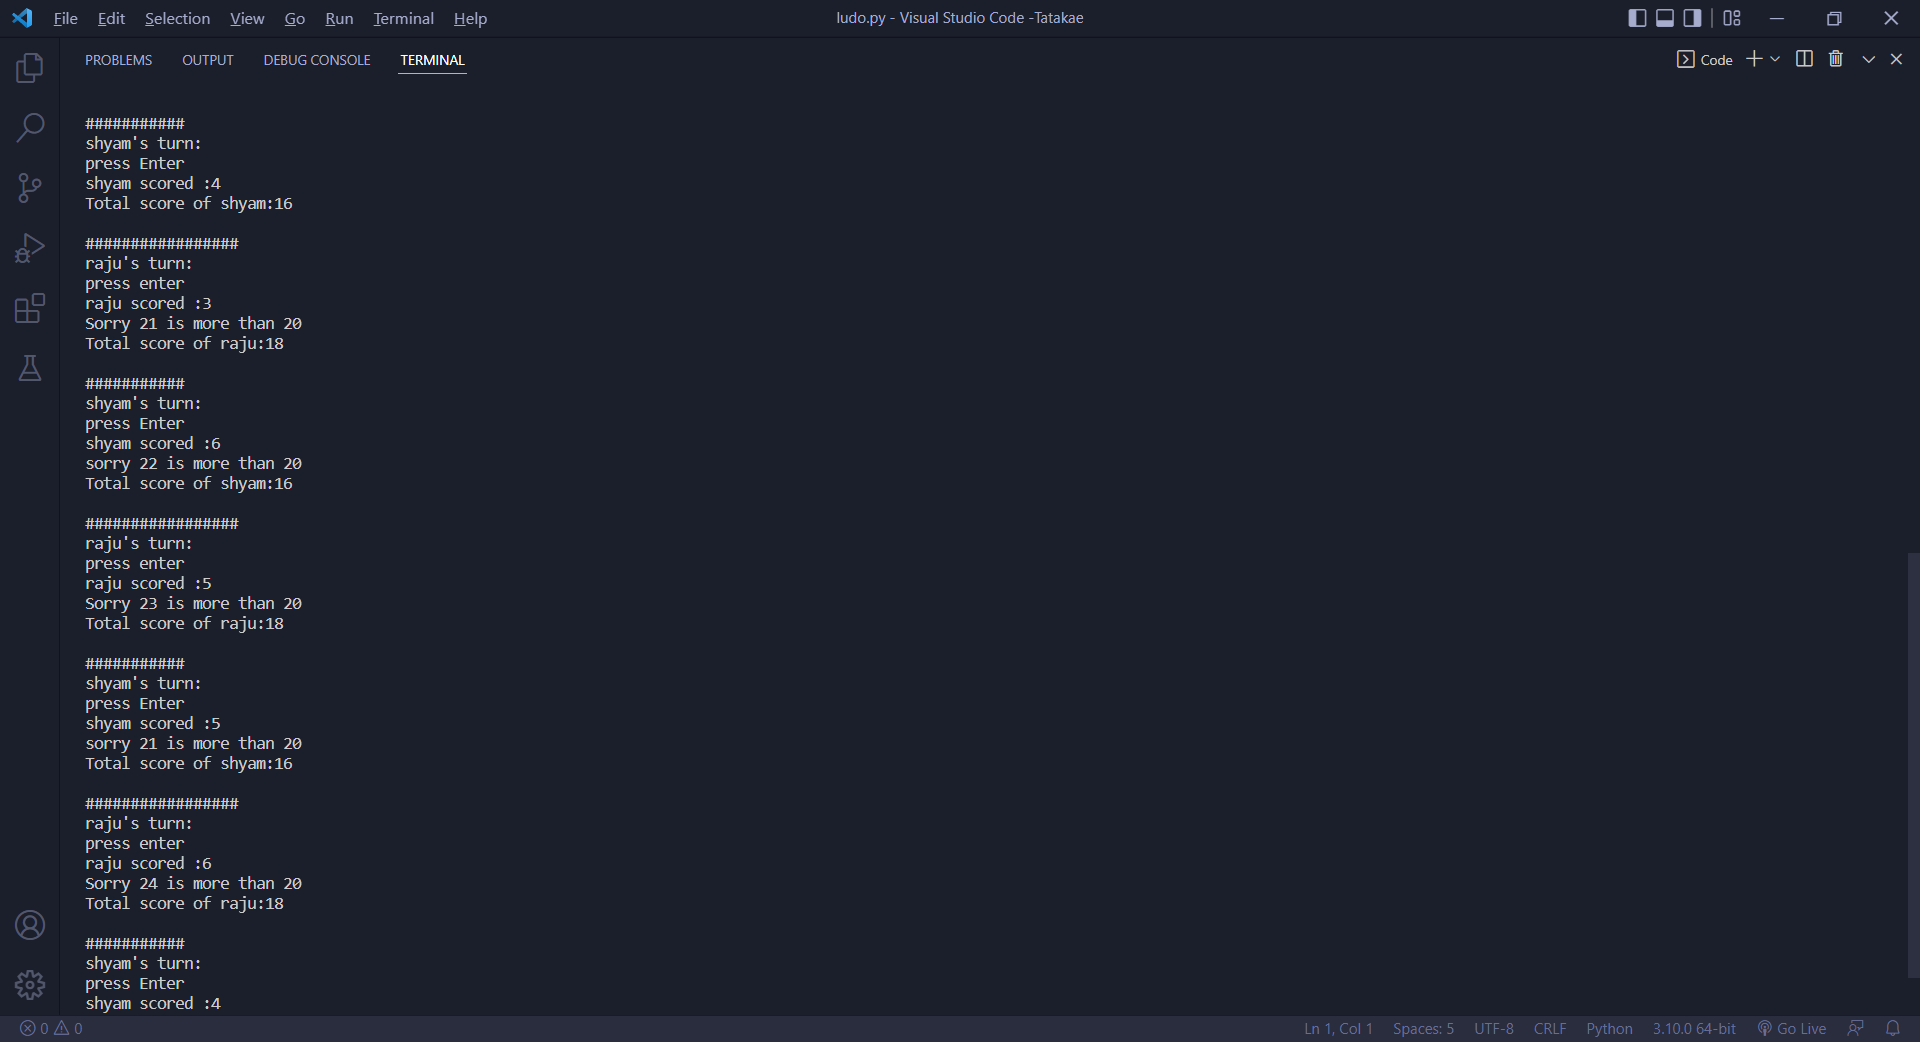 File Edit Selection View Go Run Terminal Help
ludo.py - Visual Studio Code -Tatakae
PROBLEMS OUTPUT DEBUG CONSOLE TERMINAL
Code
###########
shyam's turn:
press Enter
shyam scored :4
Total score of shyam:16
#################
raju's turn:
press enter
raju scored :3
Sorry 21 is more than 20
Total score of raju:18
###########
shyam's turn:
press Enter
shyam scored :6
sorry 22 is more than 20
Total score of shyam:16
#################
raju's turn:
press enter
raju scored :5
Sorry 23 is more than 20
Total score of raju:18
###########
shyam's turn:
press Enter
shyam scored :5
sorry 21 is more than 20
Total score of shyam:16
#################
raju's turn:
press enter
raju scored :6
Sorry 24 is more than 20
Total score of raju:18
###########
shyam's turn:
press Enter
shyam scored :4
0 0 Ln 1, Col 1 Spaces: 5 UTF-8 CRLF Python 3.10.0 64-bit Go Live